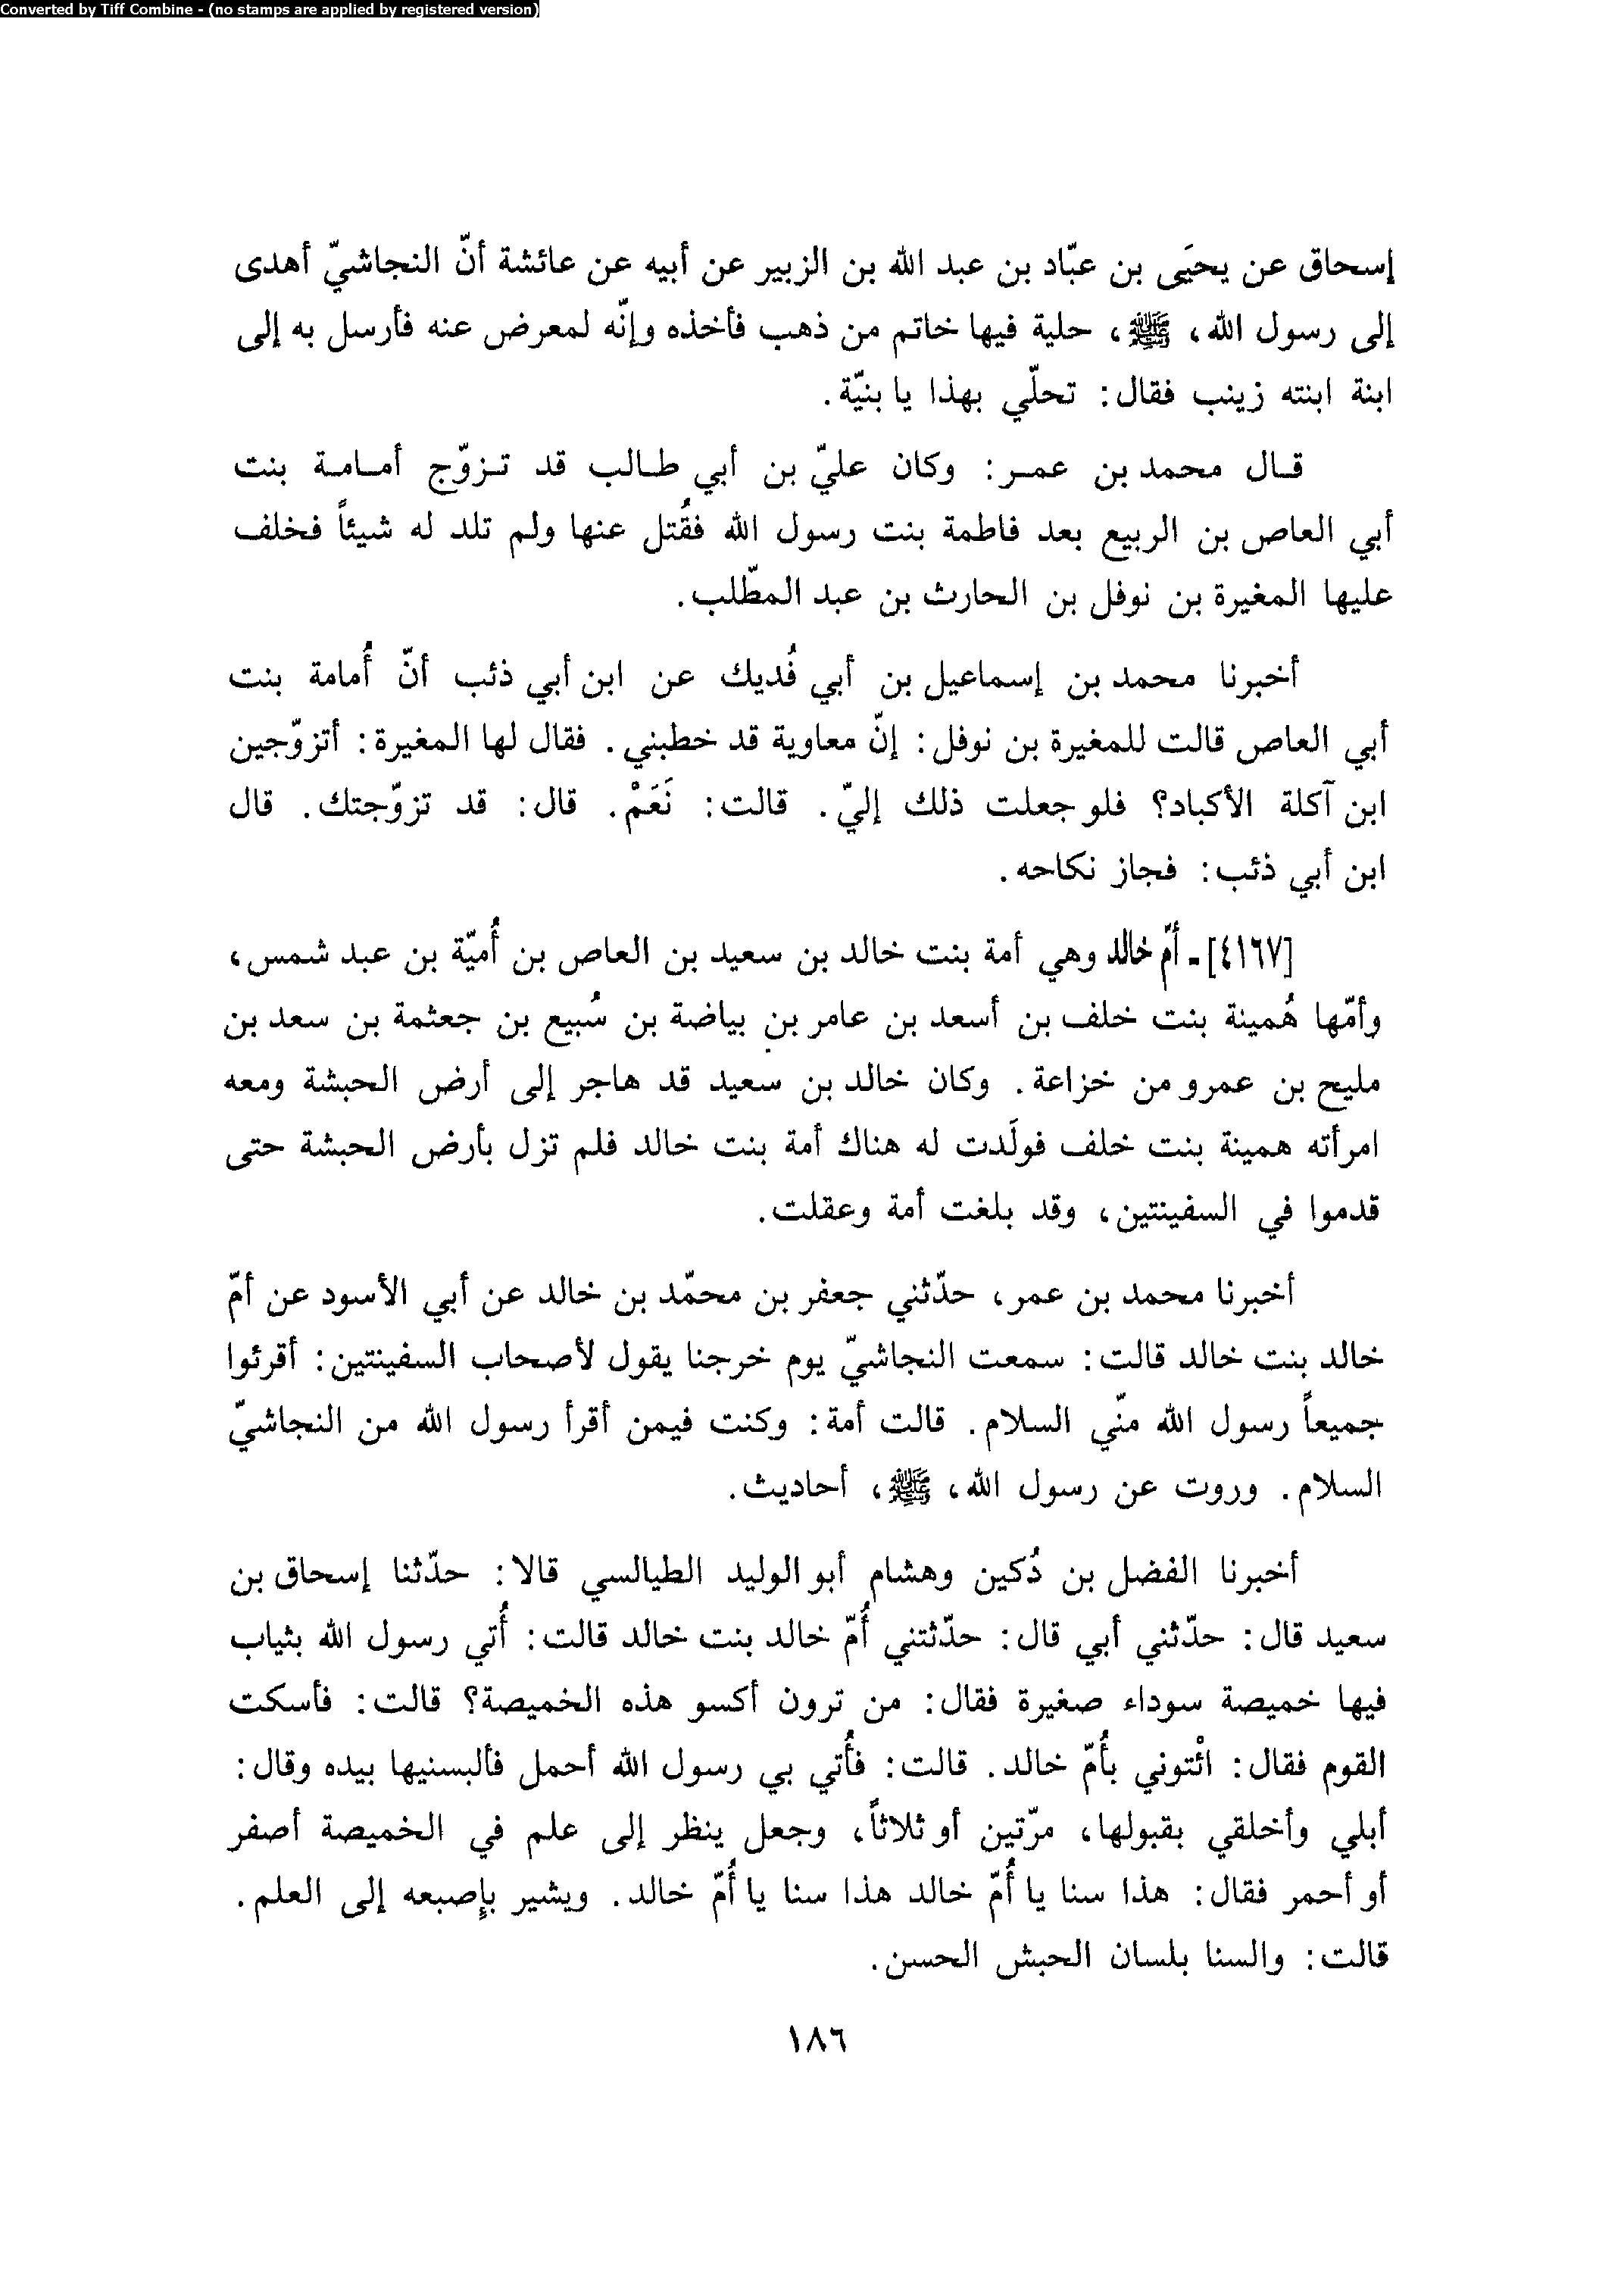 Converted by Tiff Combine - (no stamps are applied by registered version)
إسحاق عن يحيَى بن عبّاد بن عبد الله بن الزبير عن أبيه عن عائشة أنّ النجاشيّ أهدى
إلى رسول الله، ﷺ، حلية فيها خاتم من ذهب فأخذه وإنّه لمعرض عنه فأرسل به إلى
ابنة ابنته زينب فقال: تحلّي بهذا يا بنيّة.
قال محمد بن عمر: وكان عليّ بن أبي طالب قد تزوّج أمامة بنت
أبي العاص بن الربيع بعد فاطمة بنت رسول الله فقُتل عنها ولم تلد له شيئاً فخلف
عليها المغيرة بن نوفل بن الحارث بن عبد المطّلب.
أخبرنا محمد بن إسماعيل بن أبي فُديك عن ابن أبي ذئب أنّ أُمامة بنت
أبي العاص قالت للمغيرة بن نوفل: إنّ معاوية قد خطبني. فقال لها المغيرة: أتزوّجين
ابن آكلة الأكباد؟ فلو جعلت ذلك إليّ. قالت: نَعَمْ. قال: قد تزوّجتك. قال
ابن أبي ذئب: فجاز نكاحه.
[٤١٦٧] - أمّ خالد وهي أمة بنت خالد بن سعيد بن العاص بن أُميّة بن عبد شمس،
وأمّها هُمينة بنت خلف بن أسعد بن عامر بن بياضة بن سُبيع بن جعثمة بن سعد بن
مليح بن عمرو من خزاعة. وكان خالد بن سعيد قد هاجر إلى أرض الحبشة ومعه
امرأته همينة بنت خلف فولَدت له هناك أمة بنت خالد فلم تزل بأرض الحبشة حتى
قدموا في السفينتين، وقد بلغت أمة وعقلت.
أخبرنا محمد بن عمر، حدّثني جعفر بن محمّد بن خالد عن أبي الأسود عن أمّ
خالد بنت خالد قالت: سمعت النجاشيّ يوم خرجنا يقول لأصحاب السفينتين: أقرئوا
جميعاً رسول الله منّي السلام. قالت أمة: وكنت فيمن أقرأ رسول الله من النجاشيّ
السلام. وروت عن رسول الله، ﷺ، أحاديث.
أخبرنا الفضل بن دُكين وهشام أبو الوليد الطيالسي قالا: حدّثنا إسحاق بن
سعيد قال: حدّثني أبي قال: حدّثتني أُمّ خالد بنت خالد قالت: أُتي رسول الله بثياب
فيها خميصة سوداء صغيرة فقال: من ترون أكسو هذه الخميصة؟ قالت: فأسكت
القوم فقال: ائْتوني بأُمّ خالد. قالت: فأُتي بي رسول الله أحمل فألبسنيها بيده وقال:
أبلي وأخلقي بقبولها، مرّتين أو ثلاثاً، وجعل ينظر إلى علم في الخميصة أصفر
أو أحمر فقال: هذا سنا يا أُمّ خالد هذا سنا يا أُمّ خالد. ويشير بإصبعه إلى العلم.
قالت: والسنا بلسان الحبش الحسن.
١٨٦